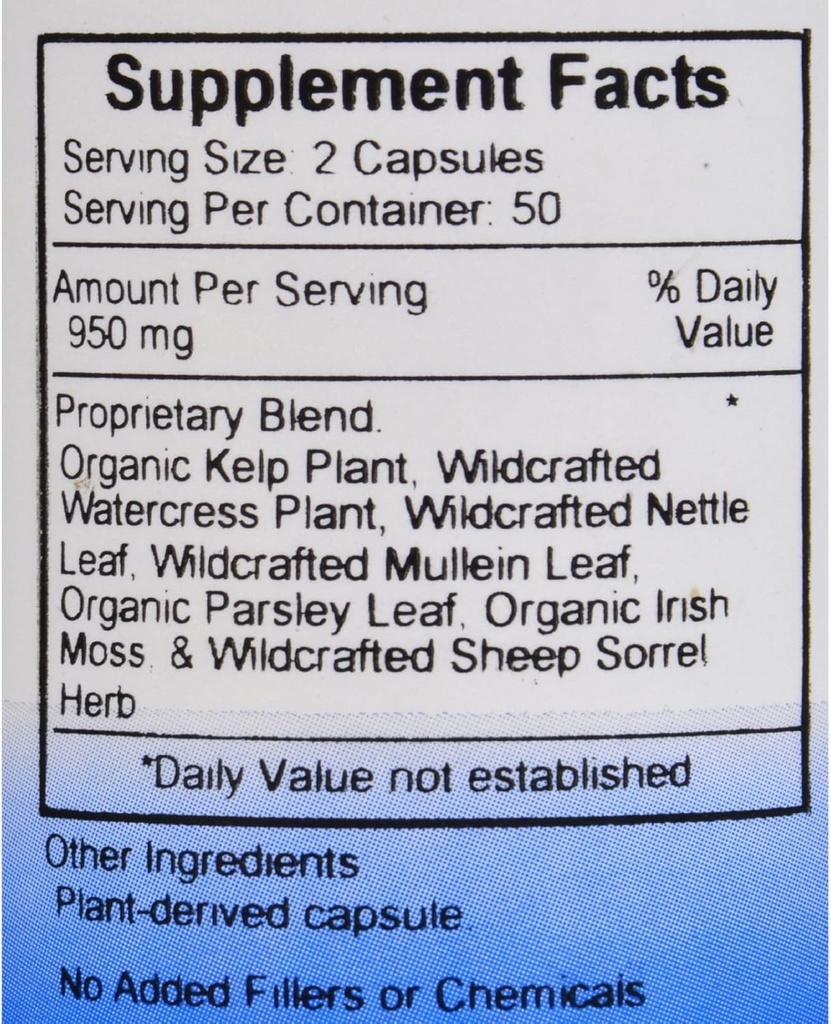 Supplement Facts
Serving Size: 2 Capsules
Serving Per Container: 50
Amount Per Serving % Daily
950 mg Value
Proprietary Blend. *
Organic Kelp Plant, Wildcrafted
Watercress Plant, Wildcrafted Nettle
Leaf, Wildcrafted Mullein Leaf,
Organic Parsley Leaf, Organic Irish
Moss, & Wildcrafted Sheep Sorrel
Herb
*Daily Value not established
Other Ingredients
Plant-derived capsule.
No Added Fillers or Chemicals